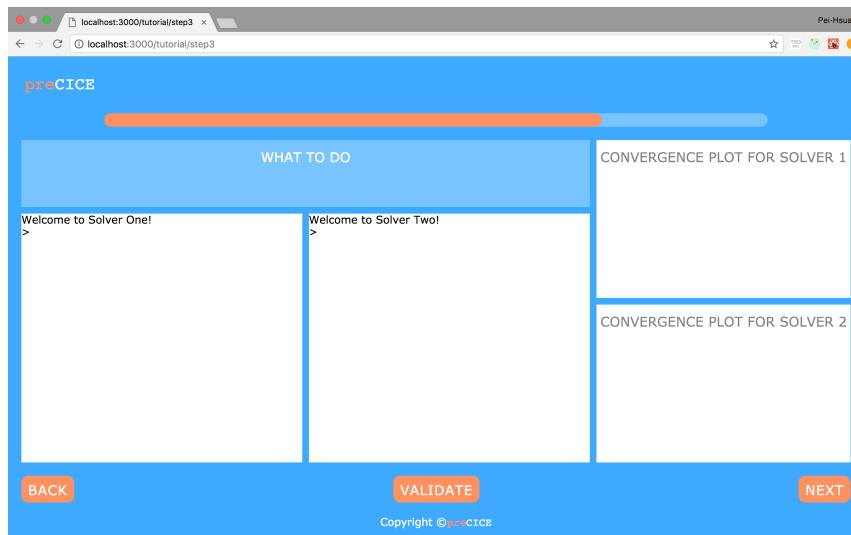 localhost:3000/tutorial/step3 ×
Pei-Hsua
localhost:3000/tutorial/step3
preCICE
WHAT TO DO
CONVERGENCE PLOT FOR SOLVER 1
Welcome to Solver One!
>
Welcome to Solver Two!
>
CONVERGENCE PLOT FOR SOLVER 2
BACK
VALIDATE
NEXT
Copyright ©preCICE